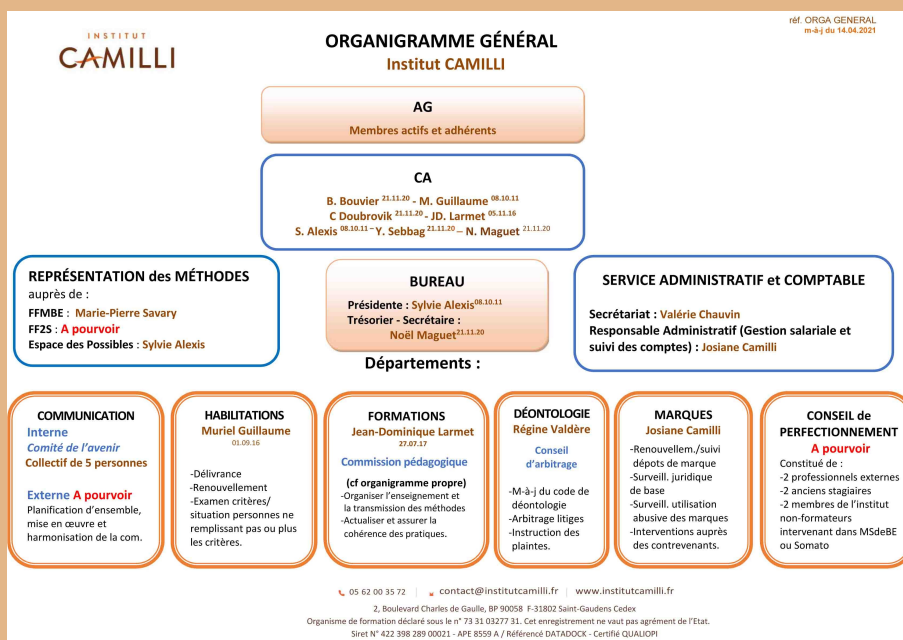 INSTITUT
CAMILLI
ORGANIGRAMME GÉNÉRAL
Institut CAMILLI
réf. ORGA GENERAL
m-à-j du 14.04.2021
AG
Membres actifs et adhérents
CA
B. Bouvier 21.11.20 - M. Guillaume 08.10.11
C Doubrovik 21.11.20 - JD. Larmet 05.11.16
S. Alexis 08.10.11 – Y. Sebbag 21.11.20 – N. Maguet 21.11.20
REPRÉSENTATION des MÉTHODES
auprès de :
FFMBE : Marie-Pierre Savary
FF2S : A pourvoir
Espace des Possibles : Sylvie Alexis
BUREAU
Présidente : Sylvie Alexis08.10.11
Trésorier - Secrétaire :
Noël Maguet21.11.20
SERVICE ADMINISTRATIF et COMPTABLE
Secrétariat : Valérie Chauvin
Responsable Administratif (Gestion salariale et
suivi des comptes) : Josiane Camilli
Départements :
COMMUNICATION
Interne
Comité de l’avenir
Collectif de 5 personnes
Externe A pourvoir
Planification d’ensemble,
mise en œuvre et
harmonisation de la com.
HABILITATIONS
Muriel Guillaume
01.09.16
-Délivrance
-Renouvellement
-Examen critères/
situation personnes ne
remplissant pas ou plus
les critères.
FORMATIONS
Jean-Dominique Larmet
27.07.17
Commission pédagogique
(cf organigramme propre)
-Organiser l’enseignement et
la transmission des méthodes
-Actualiser et assurer la
cohérence des pratiques.
DÉONTOLOGIE
Régine Valdère
Conseil
d’arbitrage
-M-à-j du code de
déontologie
-Arbitrage litiges
-Instruction des
plaintes.
MARQUES
Josiane Camilli
-Renouvellem./suivi
dépots de marque
-Surveill. juridique
de base
-Surveill. utilisation
abusive des marques
-Interventions auprès
des contrevenants.
CONSEIL de
PERFECTIONNEMENT
A pourvoir
Constitué de :
-2 professionnels externes
-2 anciens stagiaires
-2 membres de l’institut
non-formateurs
intervenant dans MSdeBE
ou Somato
05 62 00 35 72 | contact@institutcamilli.fr | www.institutcamilli.fr
2, Boulevard Charles de Gaulle, BP 90058 F-31802 Saint-Gaudens Cedex
Organisme de formation déclaré sous le n° 73 31 03277 31. Cet enregistrement ne vaut pas agrément de l’Etat.
Siret N° 422 398 289 00021 - APE 8559 A / Référencé DATADOCK - Certifié QUALIOPI